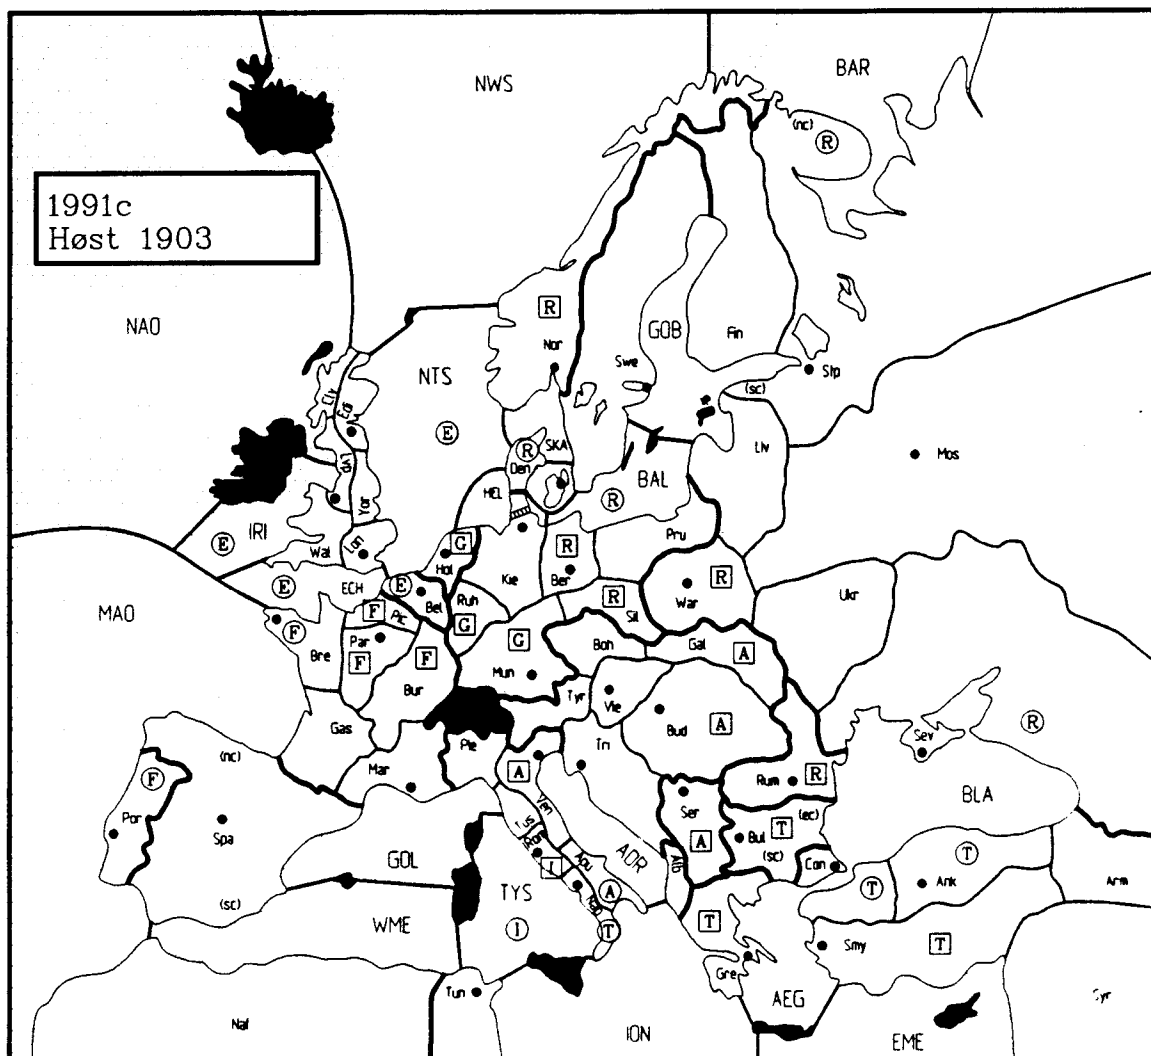 BAR
NWS
(nc)
R
1991c
Høst 1903
R
NAO
GOB
Fin
NTS
Nor
Swe
Stp
(sc)
Cly
Edi
E
SKA
R
Den
Liv
Mos
Lvp
BAL
HEL
R
Yor
IRI
E
Wal
Lon
G
Hol
R
Pru
Kie
Ber
R
War
E
ECH
E
Bel
Ruh
R
Sil
Ukr
MAO
F
Pic
G
F
Par
F
F
G
Boh
Gal
A
Bre
Bur
Mun
Tyr
Vie
Gas
Bud
A
Sev
R
(nc)
Pie
Tri
Mar
A
Rum
R
BLA
F
Ven
Ser
Por
Spa
Tus
Bul
T
(ec)
Rom
A
(sc)
Con
GOL
Apu
ADR
Alb
T
Ank
Arm
TYS
I
A
Nap
T
(sc)
WME
I
T
T
Smy
T
Gre
Tun
AEG
Naf
ION
EME